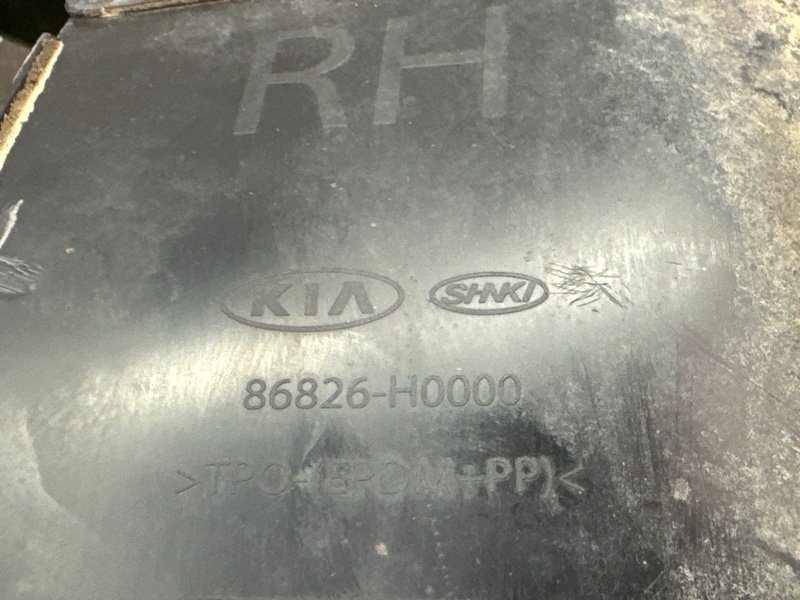 RH
KIA SHNKI
86826-H0000
>TPO-(EPDM+PP)<